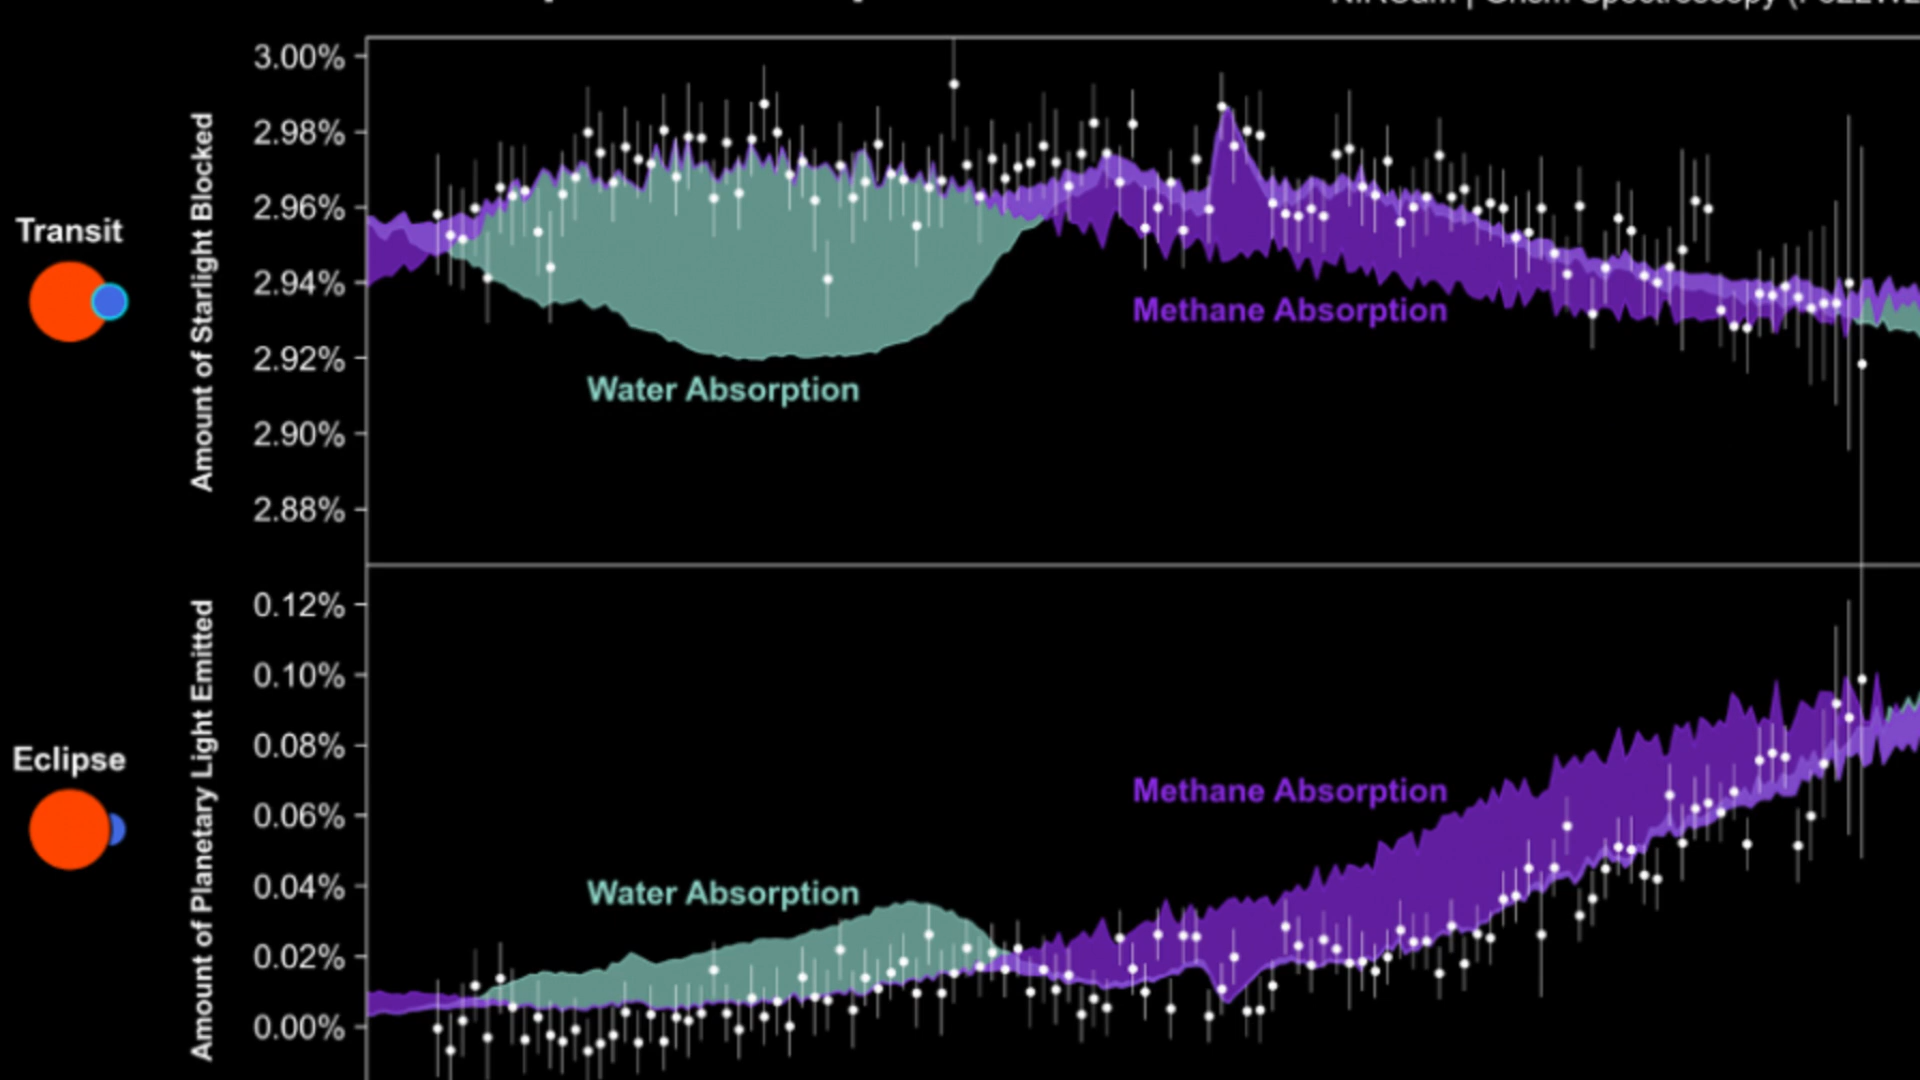 3.00%
2.98%
2.96%
2.94%
2.92%
2.90%
2.88%
Amount of Starlight Blocked
Transit
Methane Absorption
Water Absorption
0.12%
0.10%
0.08%
0.06%
0.04%
0.02%
0.00%
Amount of Planetary Light Emitted
Eclipse
Methane Absorption
Water Absorption